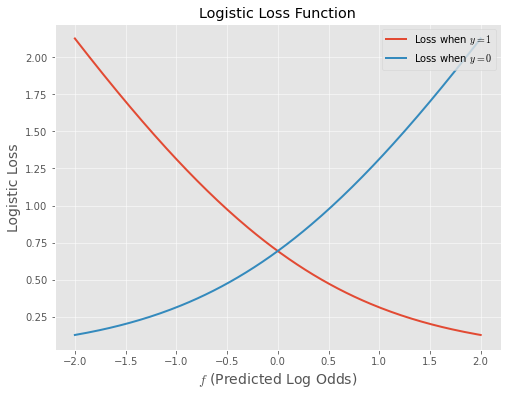 Logistic Loss Function
Loss when y = 1
Loss when y = 0
Logistic Loss
2.00
1.75
1.50
1.25
1.00
0.75
0.50
0.25
−2.0 −1.5 −1.0 −0.5 0.0 0.5 1.0 1.5 2.0
f (Predicted Log Odds)